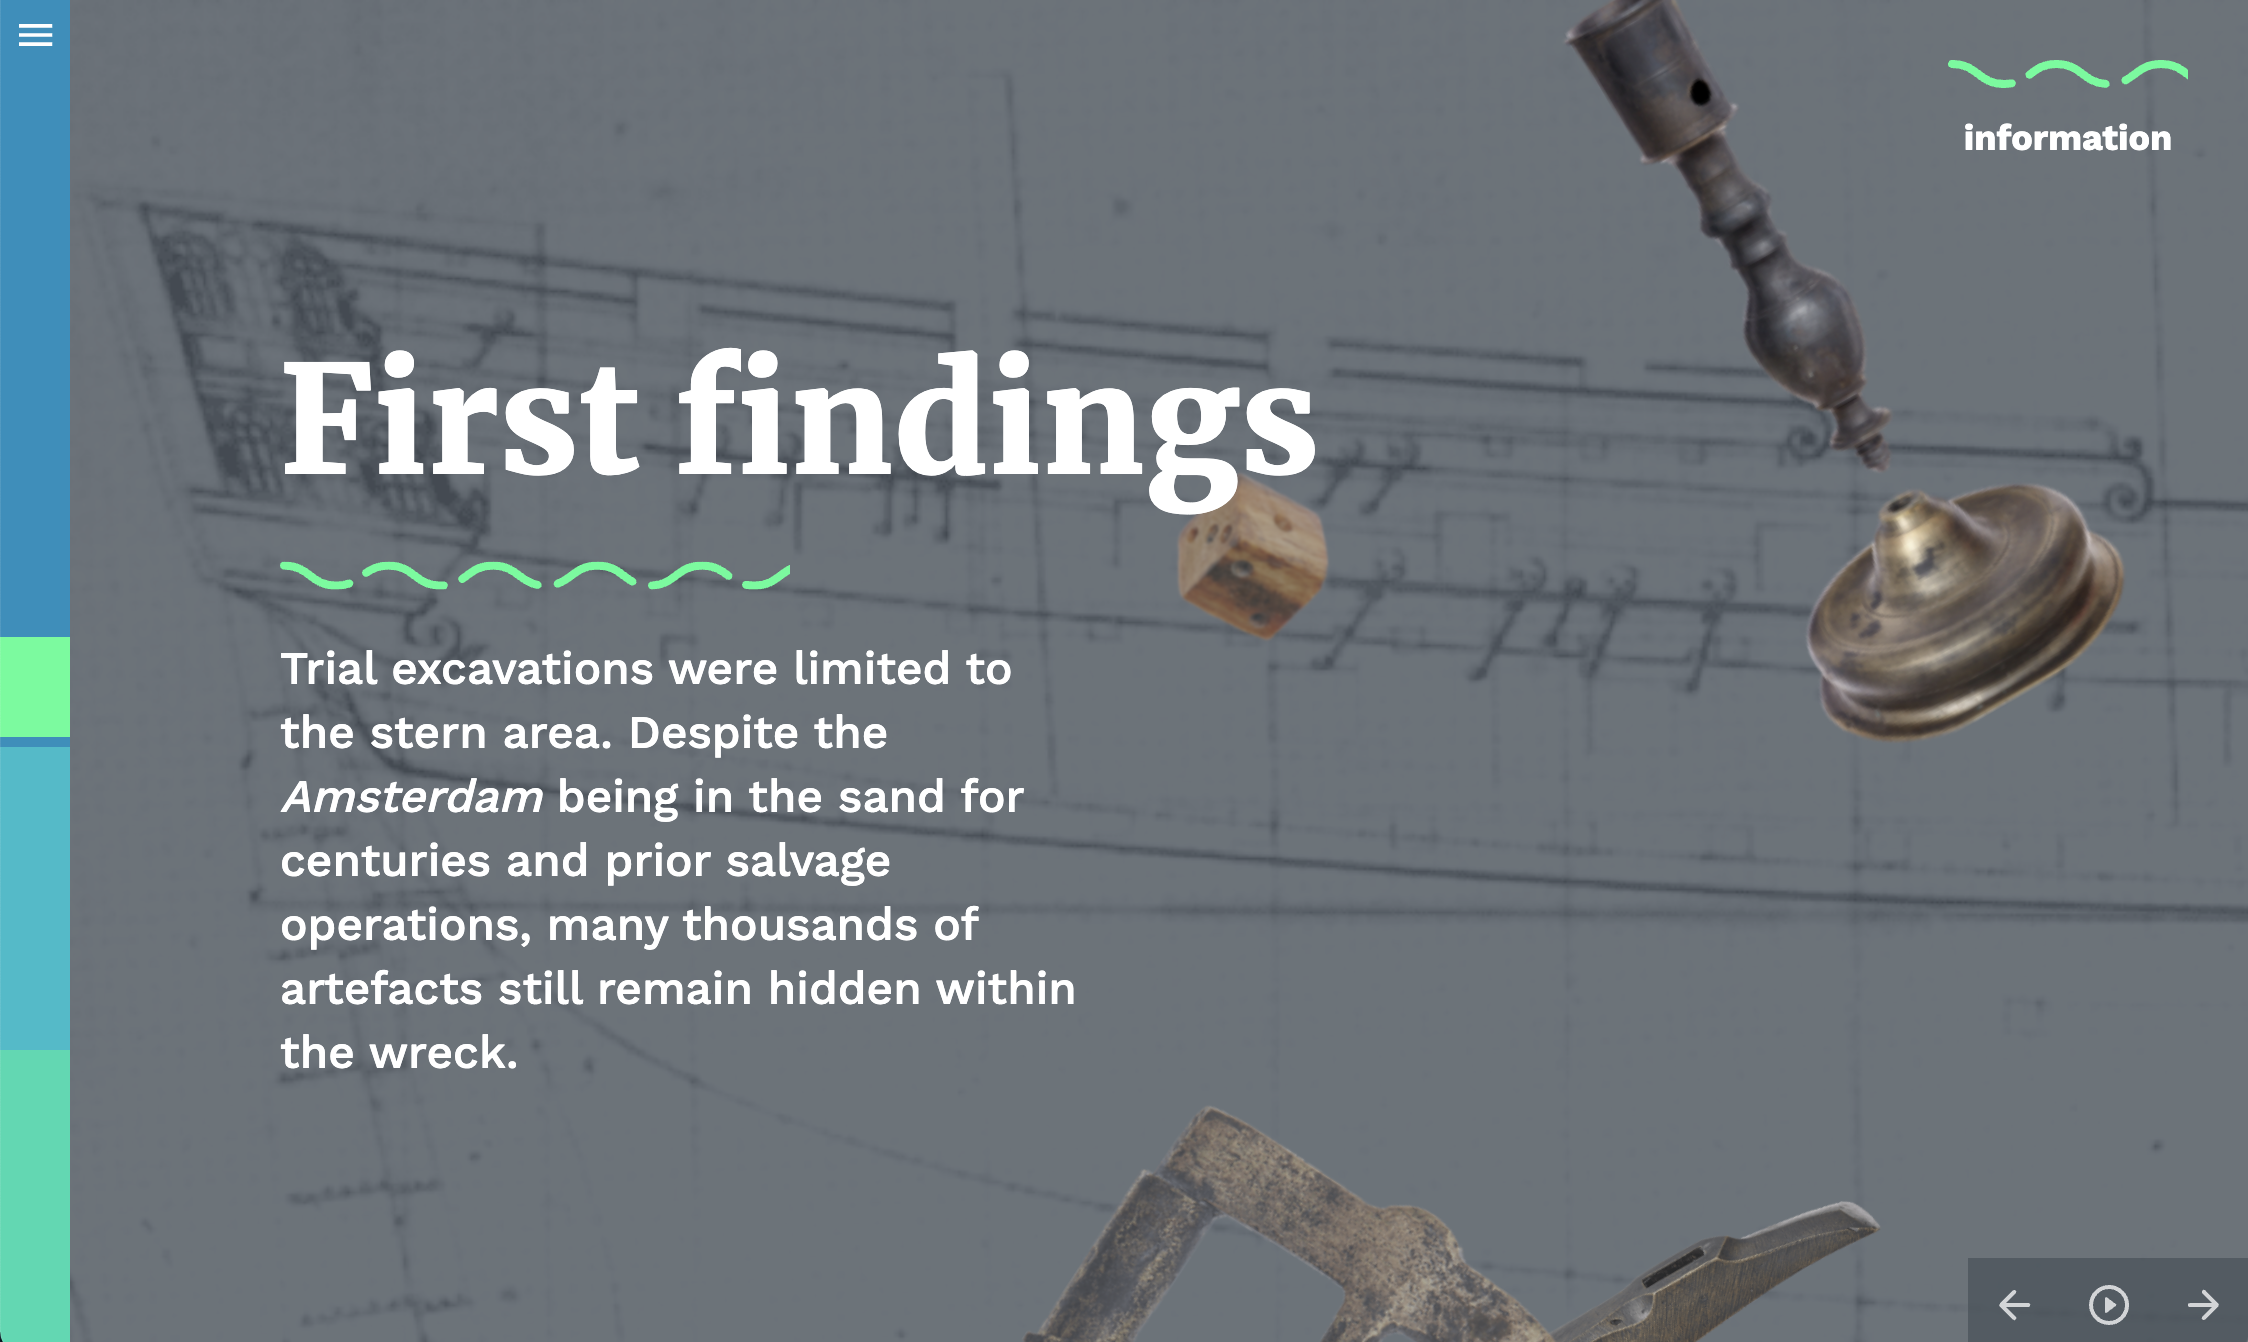 information
First findings
Trial excavations were limited to
the stern area. Despite the
Amsterdam being in the sand for
centuries and prior salvage
operations, many thousands of
artefacts still remain hidden within
the wreck.